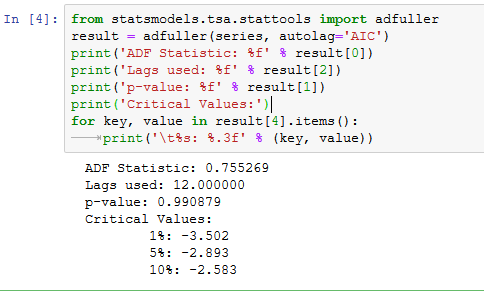 In [4]: from statsmodels.tsa.stattools import adfuller
result = adfuller(series, autolag='AIC')
print('ADF Statistic: %f' % result[0])
print('Lags used: %f' % result[2])
print('p-value: %f' % result[1])
print('Critical Values:')
for key, value in result[4].items():
print('\t%s: %.3f' % (key, value))
ADF Statistic: 0.755269
Lags used: 12.000000
p-value: 0.990879
Critical Values:
1%: -3.502
5%: -2.893
10%: -2.583